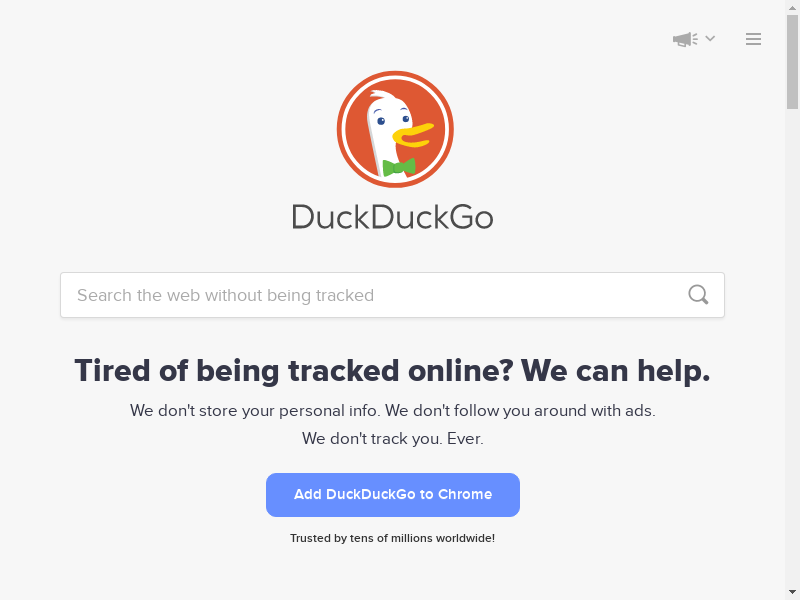 DuckDuckGo
Search the web without being tracked
Tired of being tracked online? We can help.
We don't store your personal info. We don't follow you around with ads.
We don't track you. Ever.
Add DuckDuckGo to Chrome
Trusted by tens of millions worldwide!